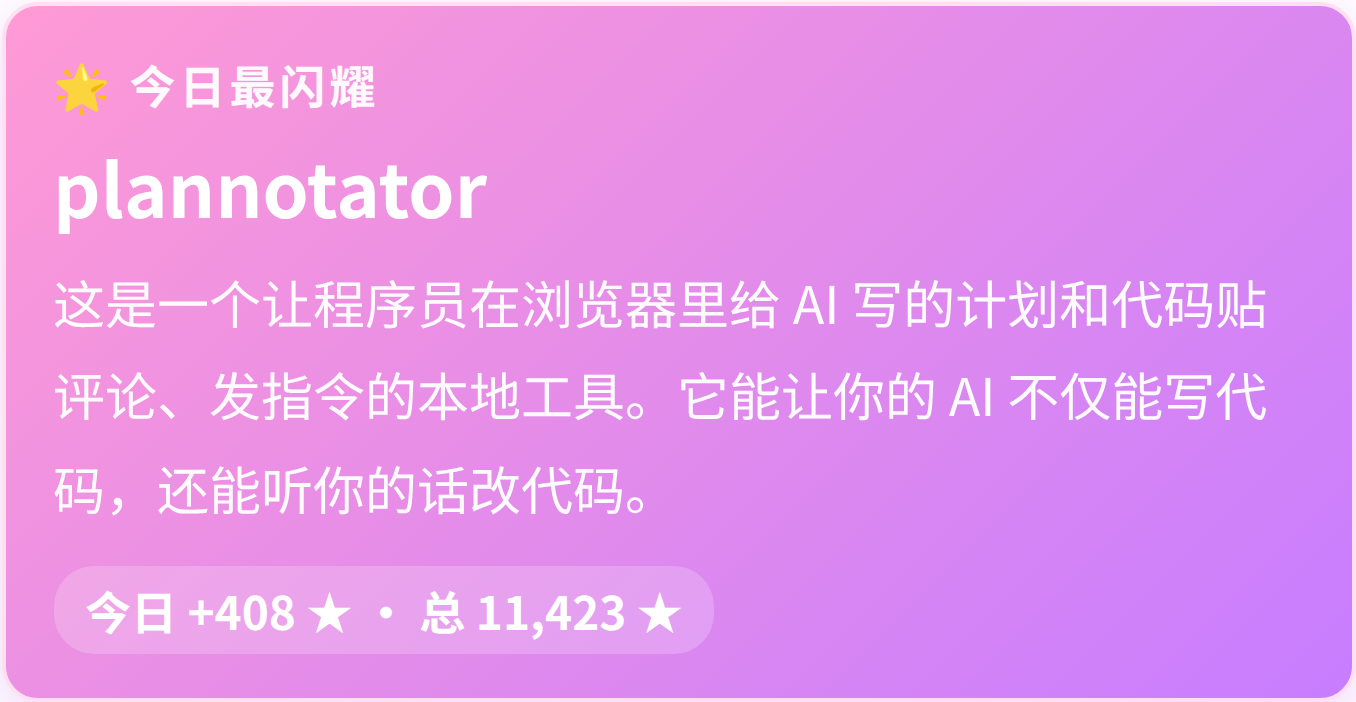 🌟 今日最闪耀
plannotator
这是一个让程序员在浏览器里给 AI 写的计划和代码贴
评论、发指令的本地工具。它能让你的 AI 不仅能写代
码，还能听你的话改代码。
今日 +408 ★ · 总 11,423 ★